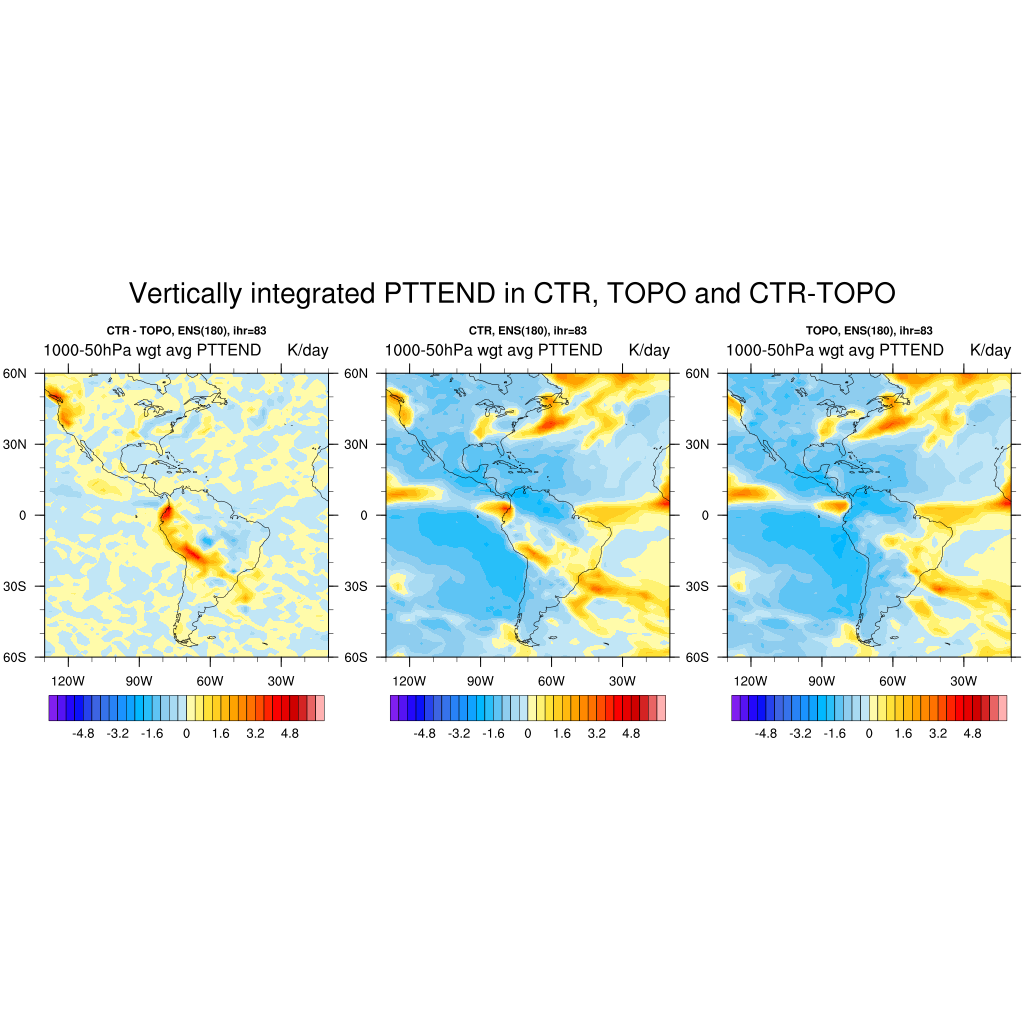 Vertically integrated PTTEND in CTR, TOPO and CTR-TOPO
CTR - TOPO, ENS(180), ihr=83
1000-50hPa wgt avg PTTEND K/day
60N
30N
0
30S
60S
120W 90W 60W 30W
-4.8 -3.2 -1.6 0 1.6 3.2 4.8
CTR, ENS(180), ihr=83
1000-50hPa wgt avg PTTEND K/day
60N
30N
0
30S
60S
120W 90W 60W 30W
-4.8 -3.2 -1.6 0 1.6 3.2 4.8
TOPO, ENS(180), ihr=83
1000-50hPa wgt avg PTTEND K/day
60N
30N
0
30S
60S
120W 90W 60W 30W
-4.8 -3.2 -1.6 0 1.6 3.2 4.8